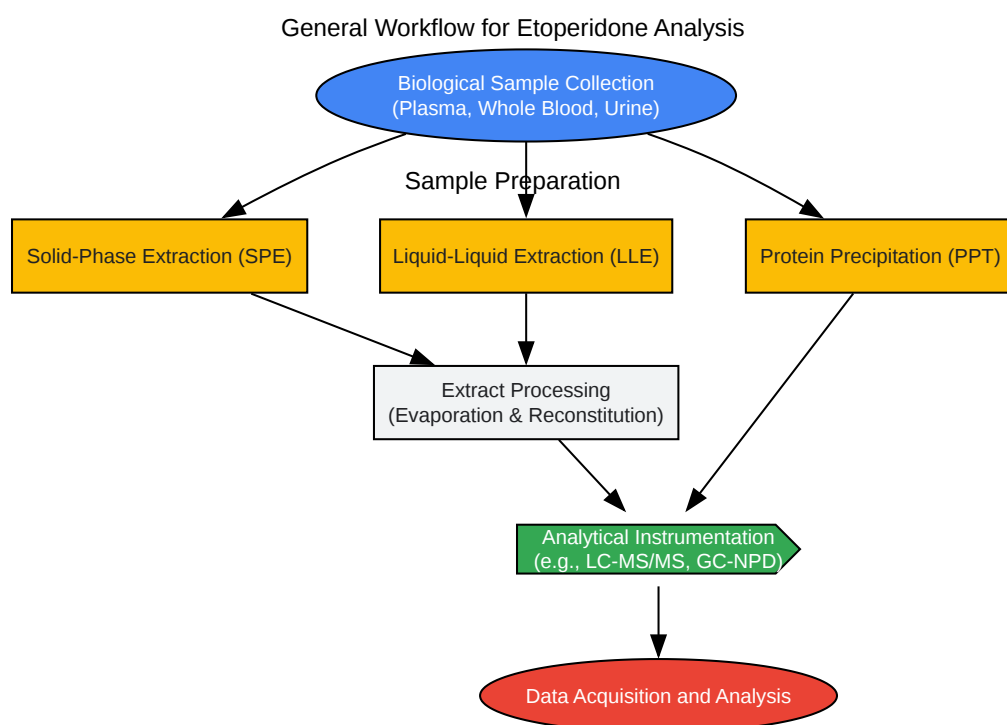 General Workflow for Etoperidone Analysis
Biological Sample Collection
(Plasma, Whole Blood, Urine)
Sample Preparation
Solid-Phase Extraction (SPE)
Liquid-Liquid Extraction (LLE)
Protein Precipitation (PPT)
Extract Processing
(Evaporation & Reconstitution)
Analytical Instrumentation
(e.g., LC-MS/MS, GC-NPD)
Data Acquisition and Analysis